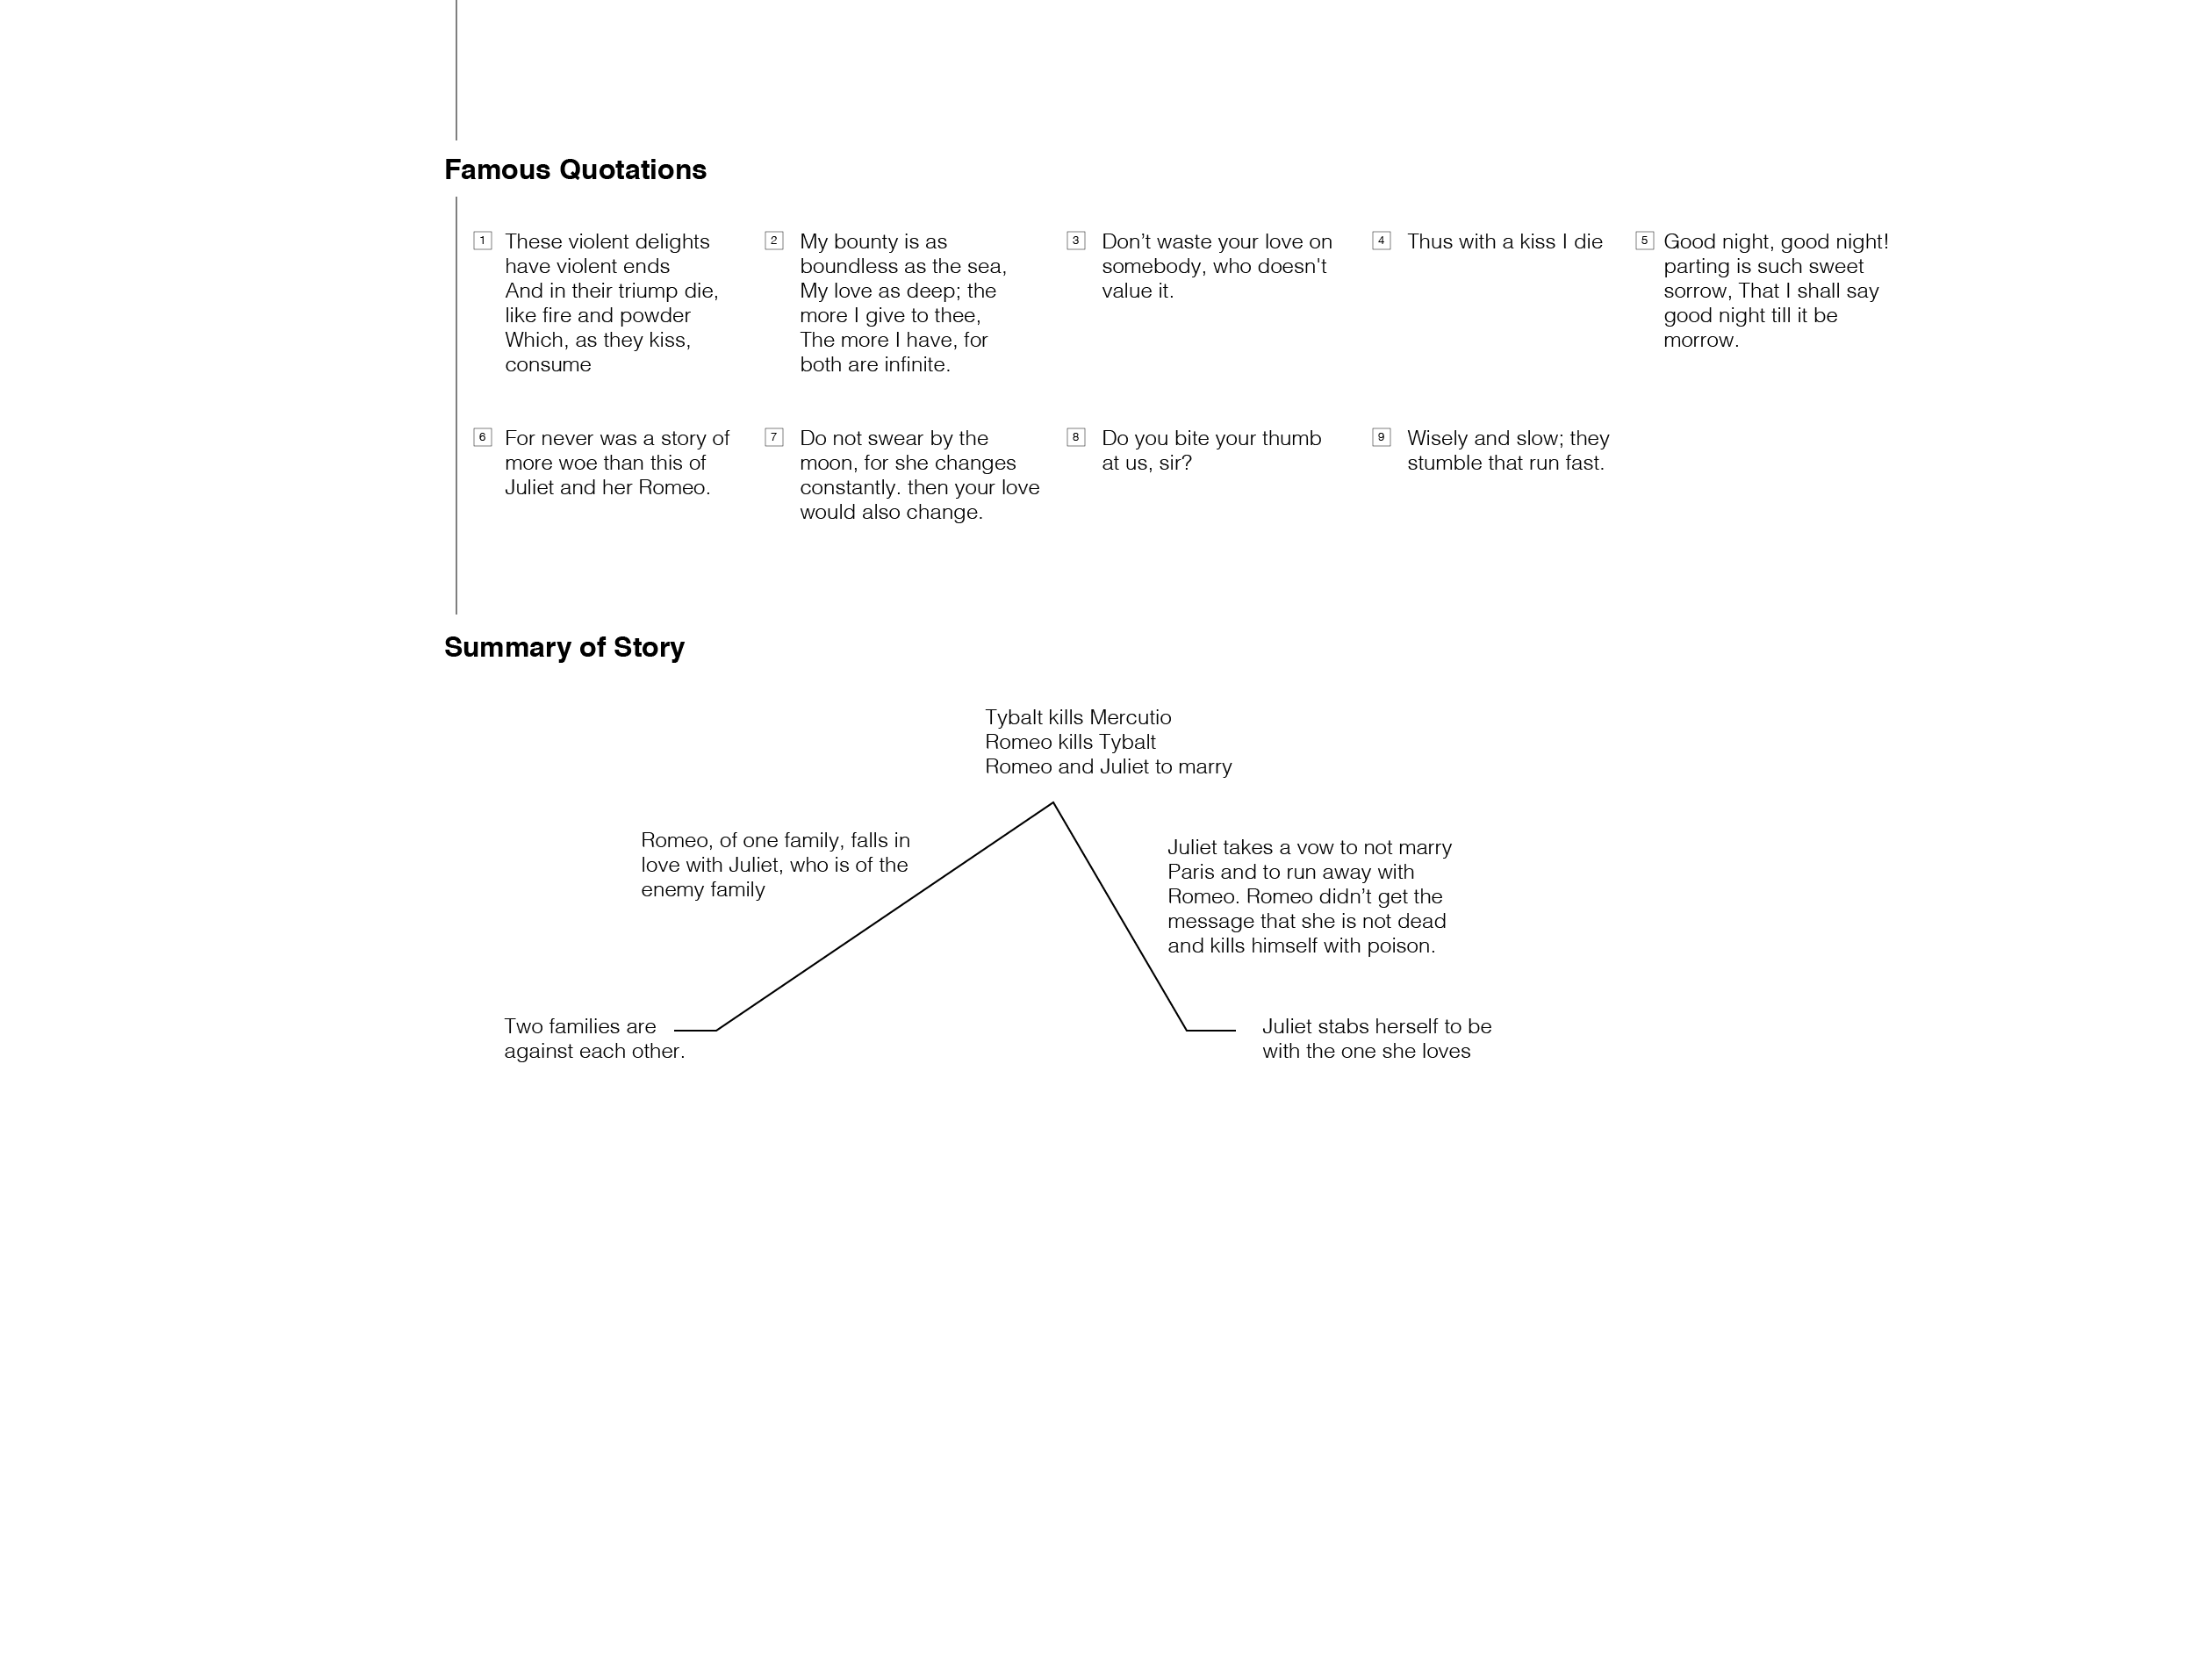 Famous Quotations
1
These violent delights
have violent ends
And in their triump die,
like fire and powder
Which, as they kiss,
consume
2
My bounty is as
boundless as the sea,
My love as deep; the
more I give to thee,
The more I have, for
both are infinite.
3
Don’t waste your love on
somebody, who doesn't
value it.
4
Thus with a kiss I die
5
Good night, good night!
parting is such sweet
sorrow, That I shall say
good night till it be
morrow.
6
For never was a story of
more woe than this of
Juliet and her Romeo.
7
Do not swear by the
moon, for she changes
constantly. then your love
would also change.
8
Do you bite your thumb
at us, sir?
9
Wisely and slow; they
stumble that run fast.
Summary of Story
Tybalt kills Mercutio
Romeo kills Tybalt
Romeo and Juliet to marry
Romeo, of one family, falls in
love with Juliet, who is of the
enemy family
Juliet takes a vow to not marry
Paris and to run away with
Romeo. Romeo didn’t get the
message that she is not dead
and kills himself with poison.
Two families are
against each other.
Juliet stabs herself to be
with the one she loves